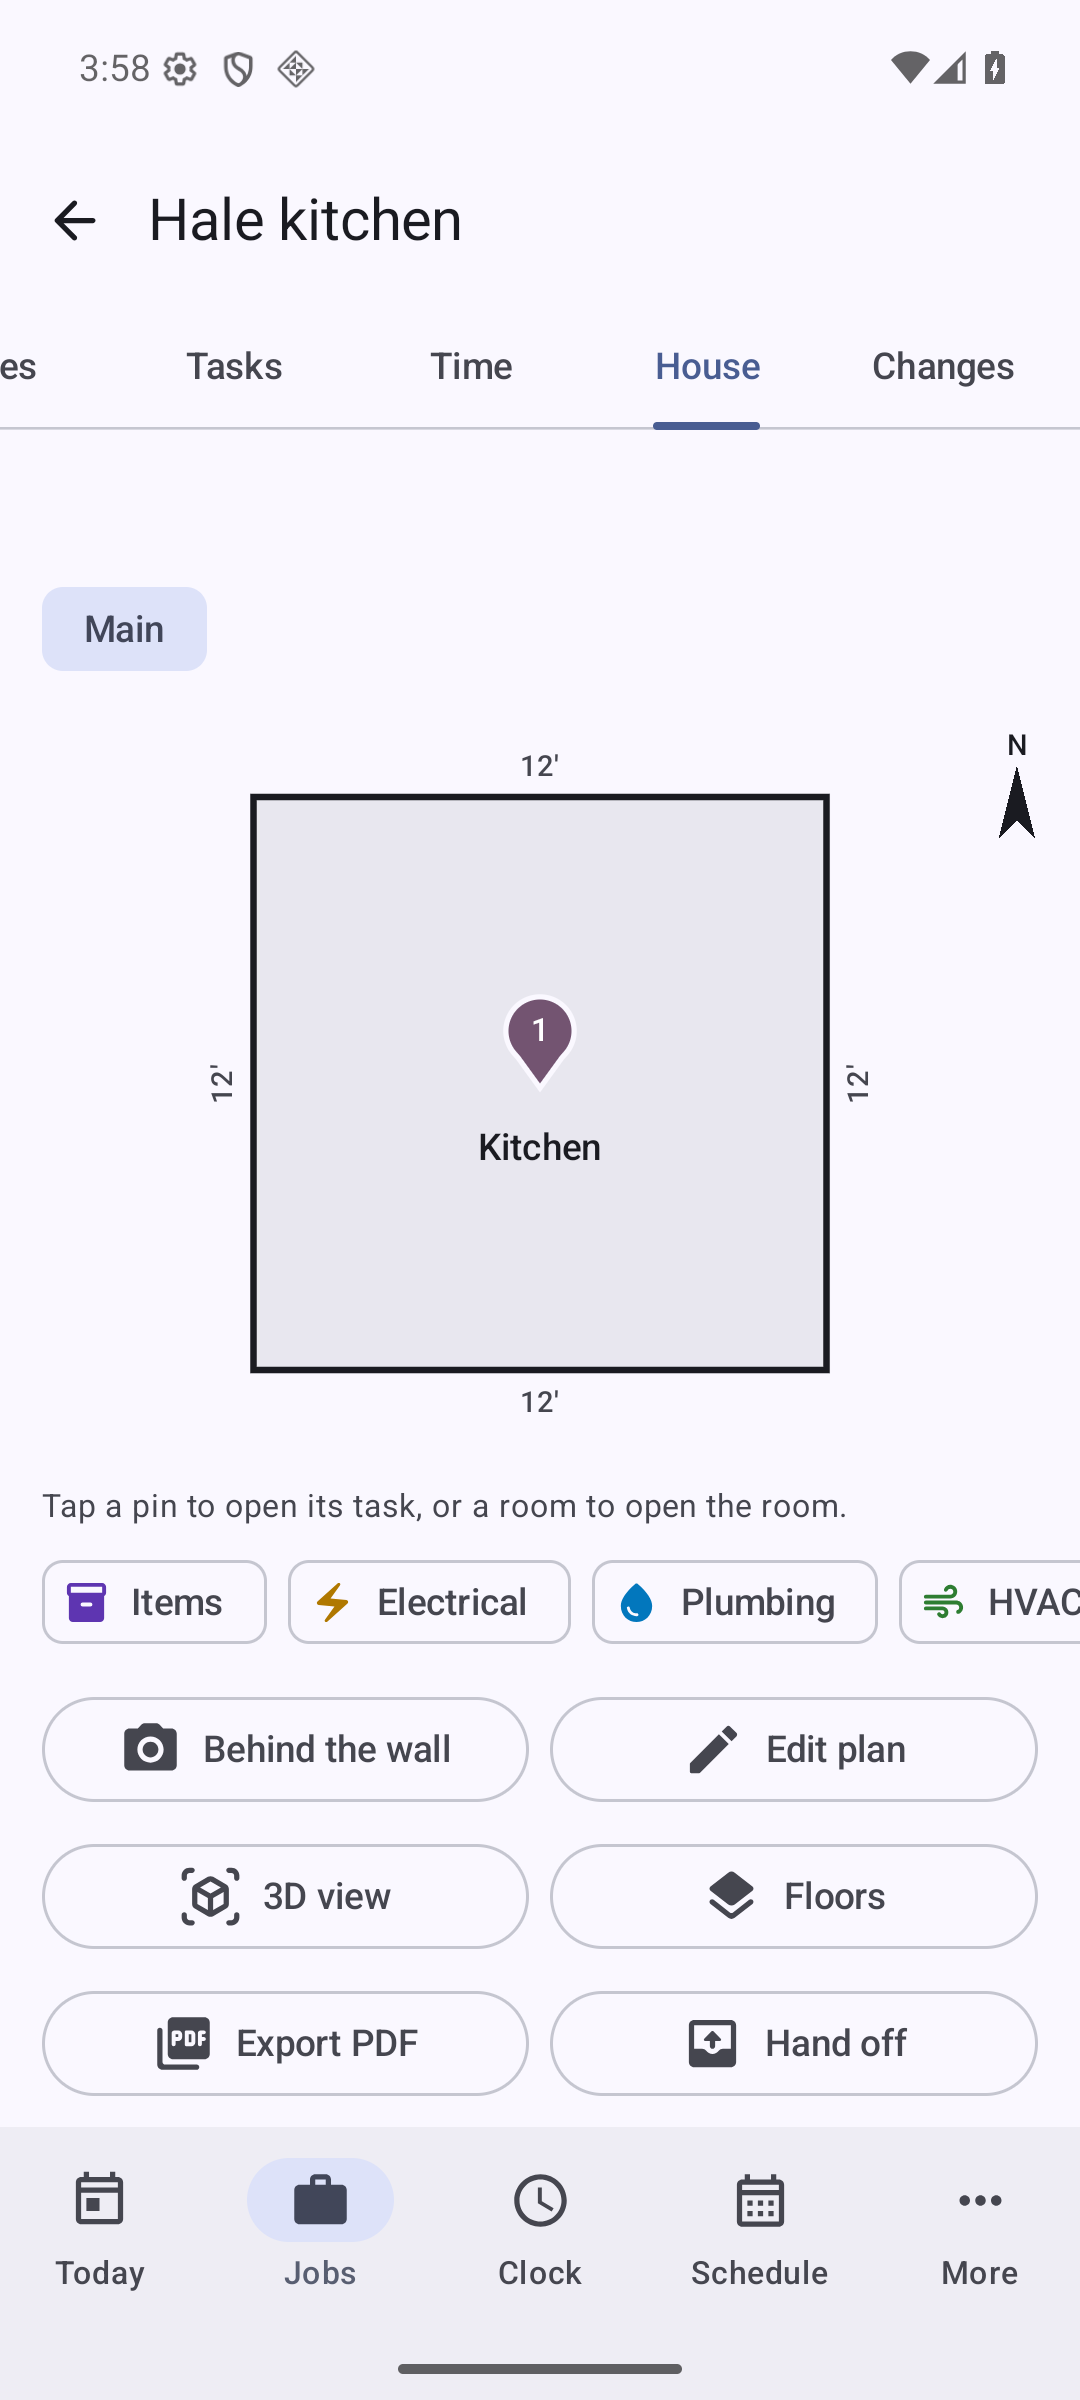 3:58
Hale kitchen
es
Tasks
Time
House
Changes
Main
N
12'
12'
12'
1
Kitchen
12'
Tap a pin to open its task, or a room to open the room.
Items
Electrical
Plumbing
HVAC
Behind the wall
Edit plan
3D view
Floors
PDF
Export PDF
Hand off
Today
Jobs
Clock
Schedule
More